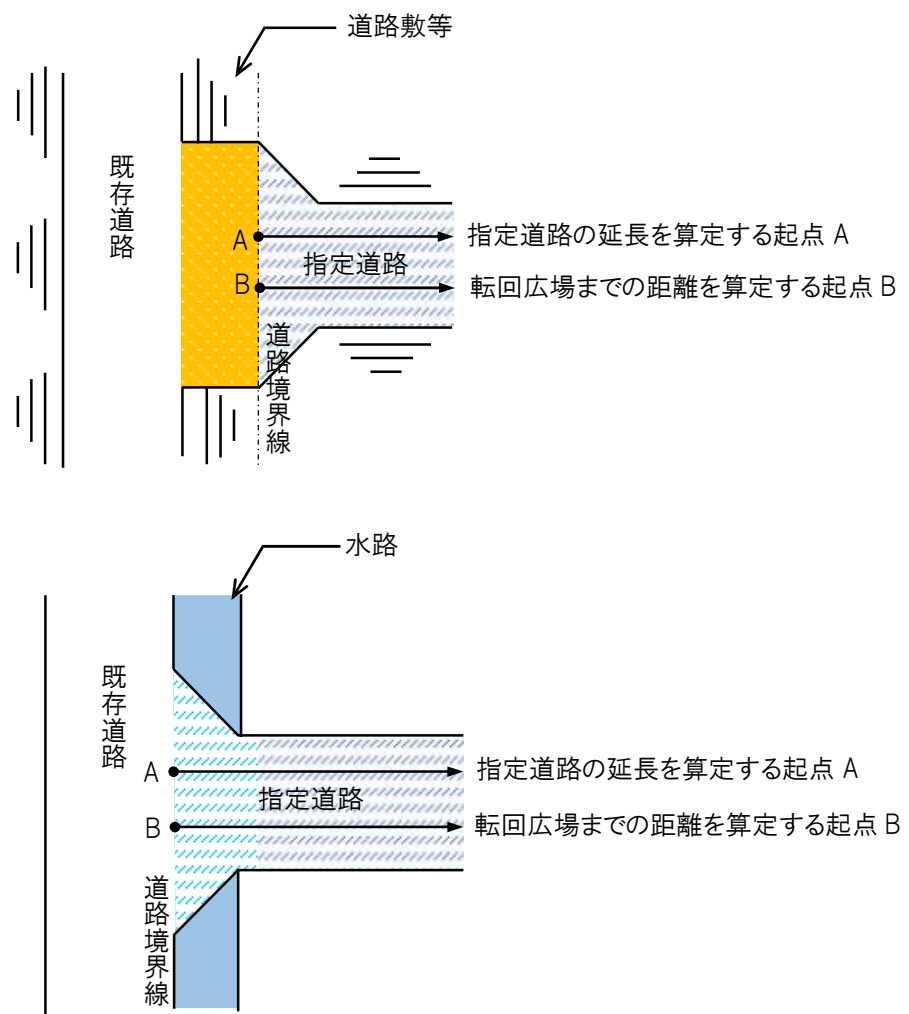 道路敷等
既存道路
A
指定道路の延長を算定する起点 A
指定道路
B
転回広場までの距離を算定する起点 B
道路境界線
水路
既存道路
A
指定道路の延長を算定する起点 A
指定道路
B
転回広場までの距離を算定する起点 B
道路境界線